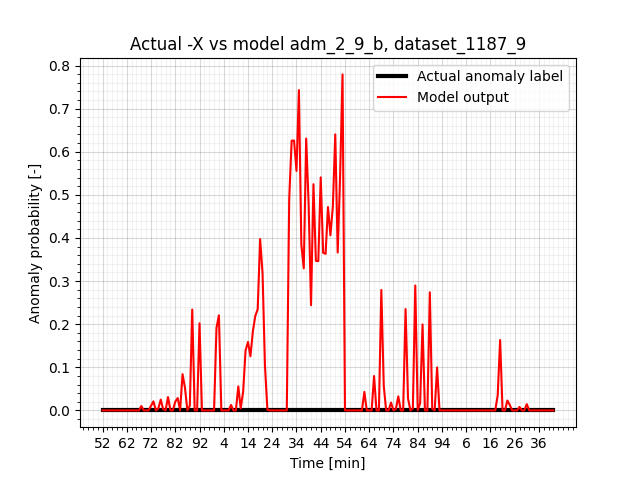 Actual -X vs model adm_2_9_b, dataset_1187_9
Actual anomaly label
Model output
Anomaly probability [-]
0.8
0.7
0.6
0.5
0.4
0.3
0.2
0.1
0.0
52 62 72 82 92 4 14 24 34 44 54 64 74 84 94 6 16 26 36
Time [min]